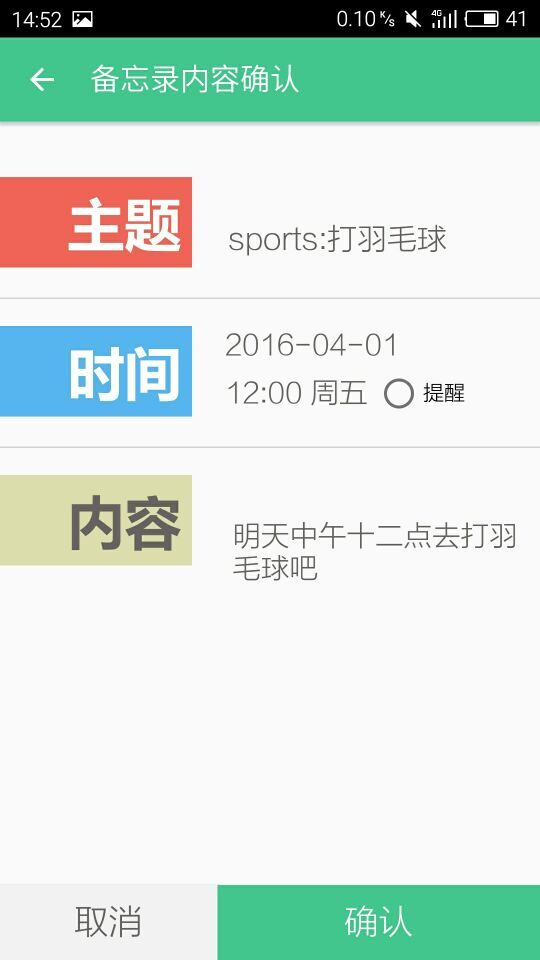 14:52 0.10 K/s 4G 41
备忘录内容确认
主题
sports:打羽毛球
时间
2016-04-01
12:00 周五 提醒
内容
明天中午十二点去打羽
毛球吧
取消 确认